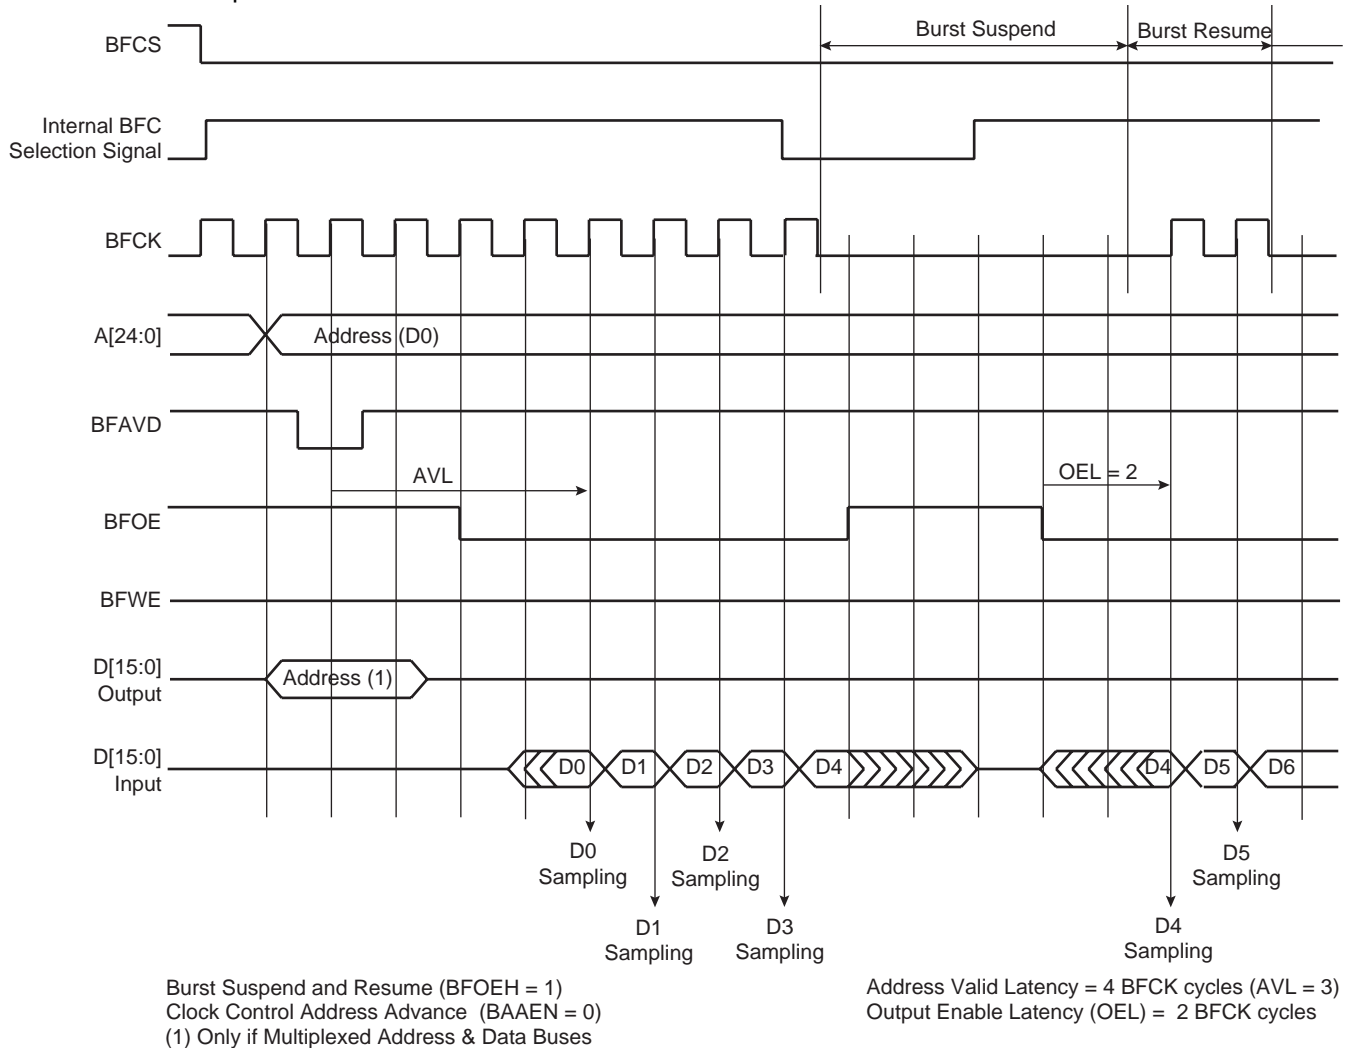 Burst Suspend
Burst Resume
BFCS
Internal BFC
Selection Signal
BFCK
A[24:0]
Address (D0)
BFAVD
AVL
OEL = 2
BFOE
BFWE
D[15:0]
Output
Address (1)
D[15:0]
Input
D0
D1
D2
D3
D4
D4
D5
D6
D0
Sampling
D2
Sampling
D5
Sampling
D1
Sampling
D3
Sampling
D4
Sampling
Burst Suspend and Resume (BFOEH = 1)
Clock Control Address Advance (BAAEN = 0)
(1) Only if Multiplexed Address & Data Buses
Address Valid Latency = 4 BFCK cycles (AVL = 3)
Output Enable Latency (OEL) = 2 BFCK cycles